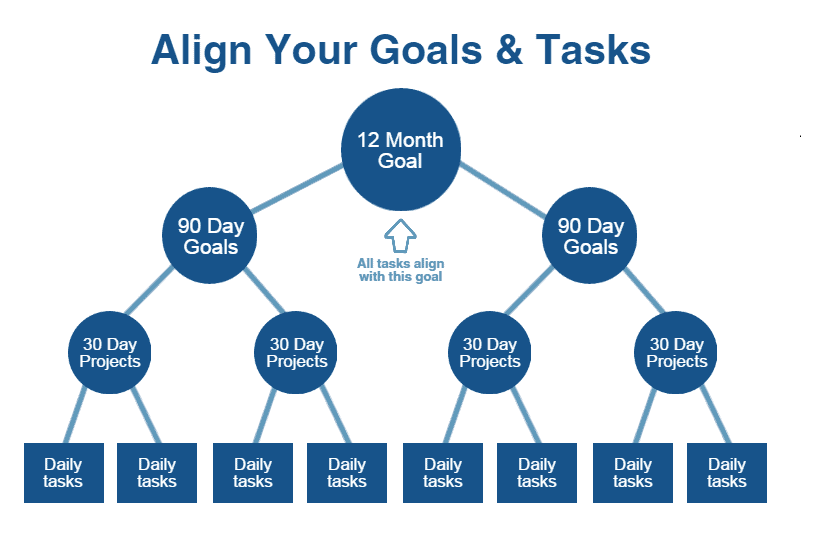 Align Your Goals & Tasks
12 Month
Goal
90 Day
Goals
90 Day
Goals
All tasks align
with this goal
30 Day
Projects
30 Day
Projects
30 Day
Projects
30 Day
Projects
Daily
tasks
Daily
tasks
Daily
tasks
Daily
tasks
Daily
tasks
Daily
tasks
Daily
tasks
Daily
tasks